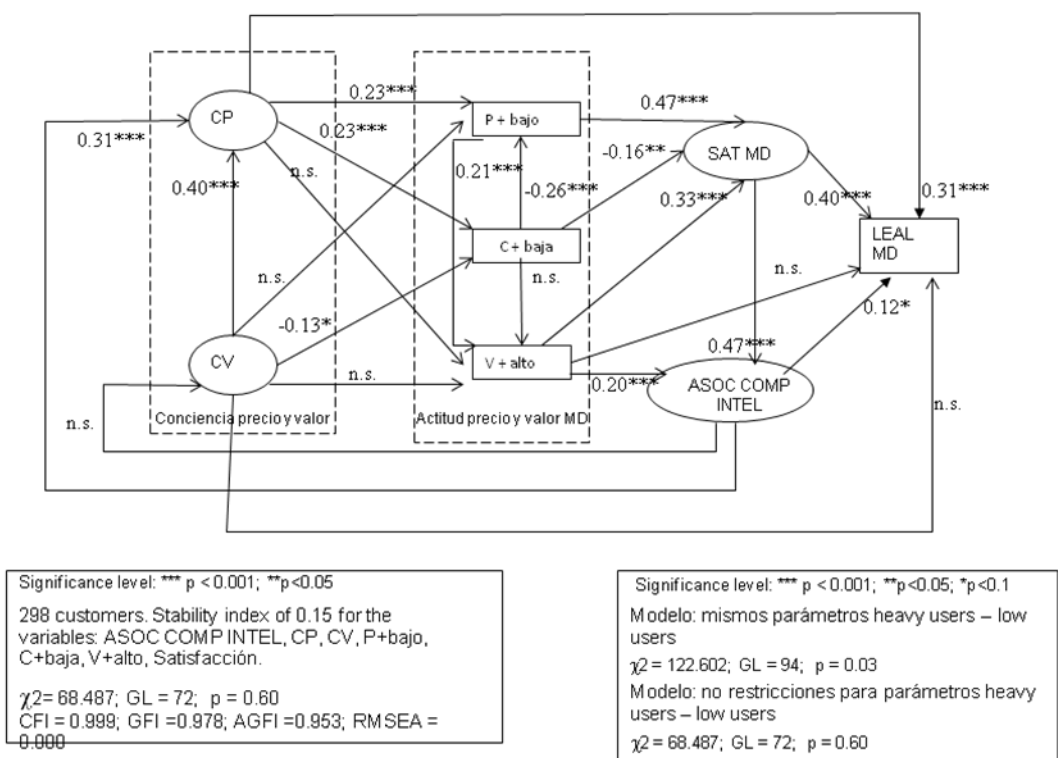 CP
0.23***
P + bajo
0.47***
0.31***
0.23***
-0.16**
SAT MD
n.s.
0.21***
0.40***
-0.26***
0.33***
0.40***
0.31***
C + baja
LEAL
MD
n.s.
n.s.
n.s.
-0.13*
0.12*
CV
n.s.
V + alto
0.47***
0.20***
ASOC COMP
INTEL
n.s.
n.s.
Conciencia precio y valor
Actitud precio y valor MD
Significance level: *** p < 0.001; **p<0.05
298 customers. Stability index of 0.15 for the
variables: ASOC COMP INTEL, CP, CV, P+bajo,
C+baja, V+alto, Satisfacción.
χ2= 68.487; GL = 72; p = 0.60
CFI = 0.999; GFI =0.978; AGFI =0.953; RMSEA =
0.000
Significance level: *** p < 0.001; **p<0.05; *p<0.1
Modelo: mismos parámetros heavy users – low
users
χ2= 122.602; GL = 94; p = 0.03
Modelo: no restricciones para parámetros heavy
users – low users
χ2= 68.487; GL = 72; p = 0.60